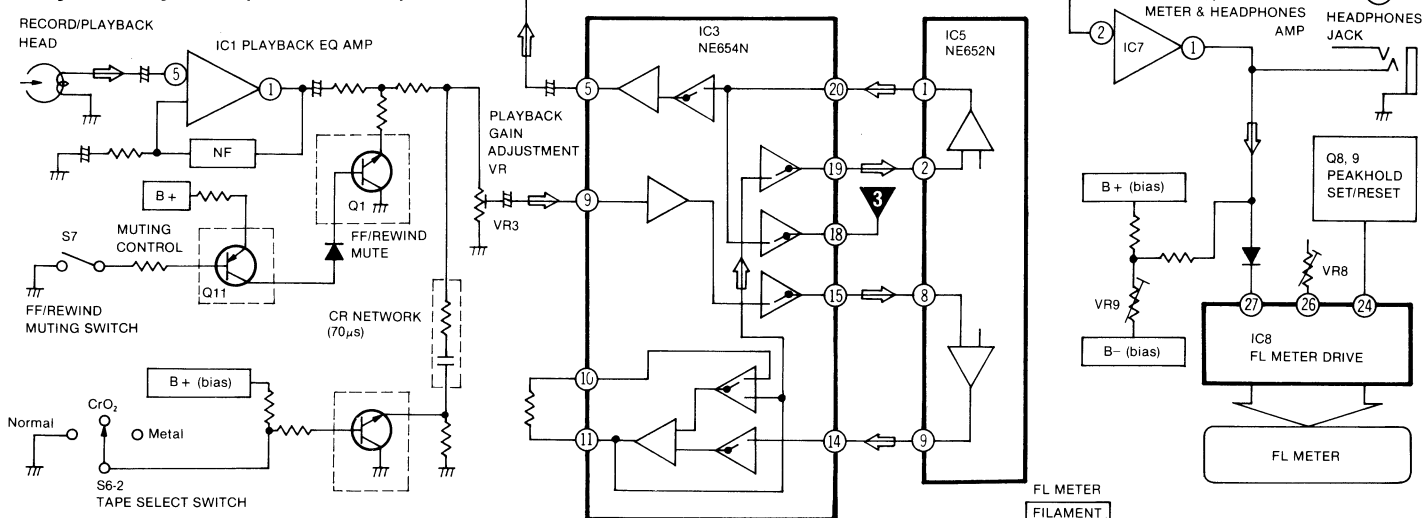 RECORD/PLAYBACK
HEAD
IC1 PLAYBACK EQ AMP
5
1
NF
B+
S7
MUTING
CONTROL
Q11
Q1
FF/REWIND
MUTE
FF/REWIND
MUTING SWITCH
PLAYBACK
GAIN
ADJUSTMENT
VR
VR3
CR NETWORK
(70µs)
B+ (bias)
Normal
CrO₂
Metal
S6-2
TAPE SELECT SWITCH
IC3
NE654N
5
9
10
11
20
19
18
15
14
3
IC5
NE652N
1
2
8
9
METER & HEADPHONES
AMP
2
IC7
1
HEADPHONES
JACK
Q8, 9
PEAKHOLD
SET/RESET
B+ (bias)
VR9
B− (bias)
VR8
27
26
24
IC8
FL METER DRIVE
FL METER
FL METER
FILAMENT